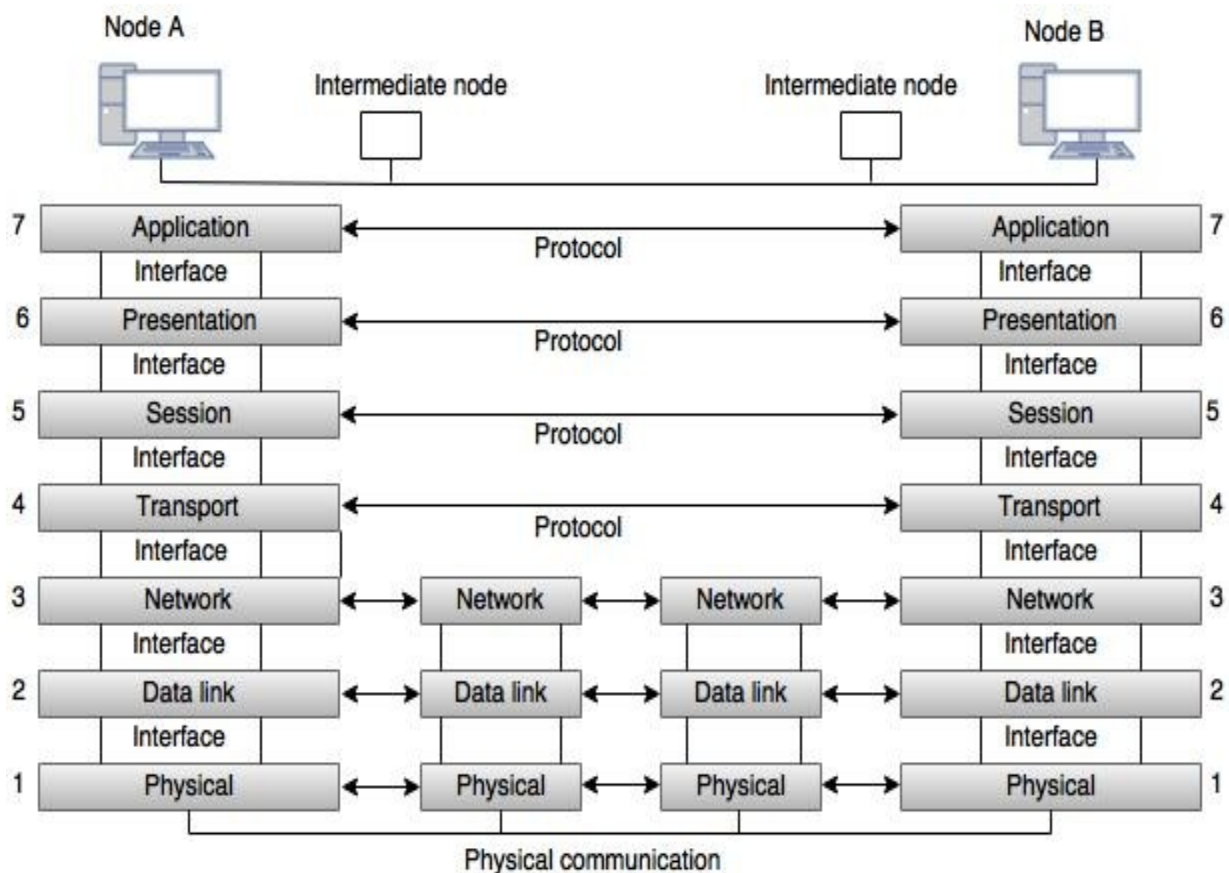 Node A
Node B
Intermediate node
Intermediate node
7 Application Application 7
Protocol
Interface Interface
6 Presentation Presentation 6
Protocol
Interface Interface
5 Session Session 5
Protocol
Interface Interface
4 Transport Transport 4
Protocol
Interface Interface
3 Network Network Network Network 3
Interface Interface
2 Data link Data link Data link Data link 2
Interface Interface
1 Physical Physical Physical Physical 1
Physical communication